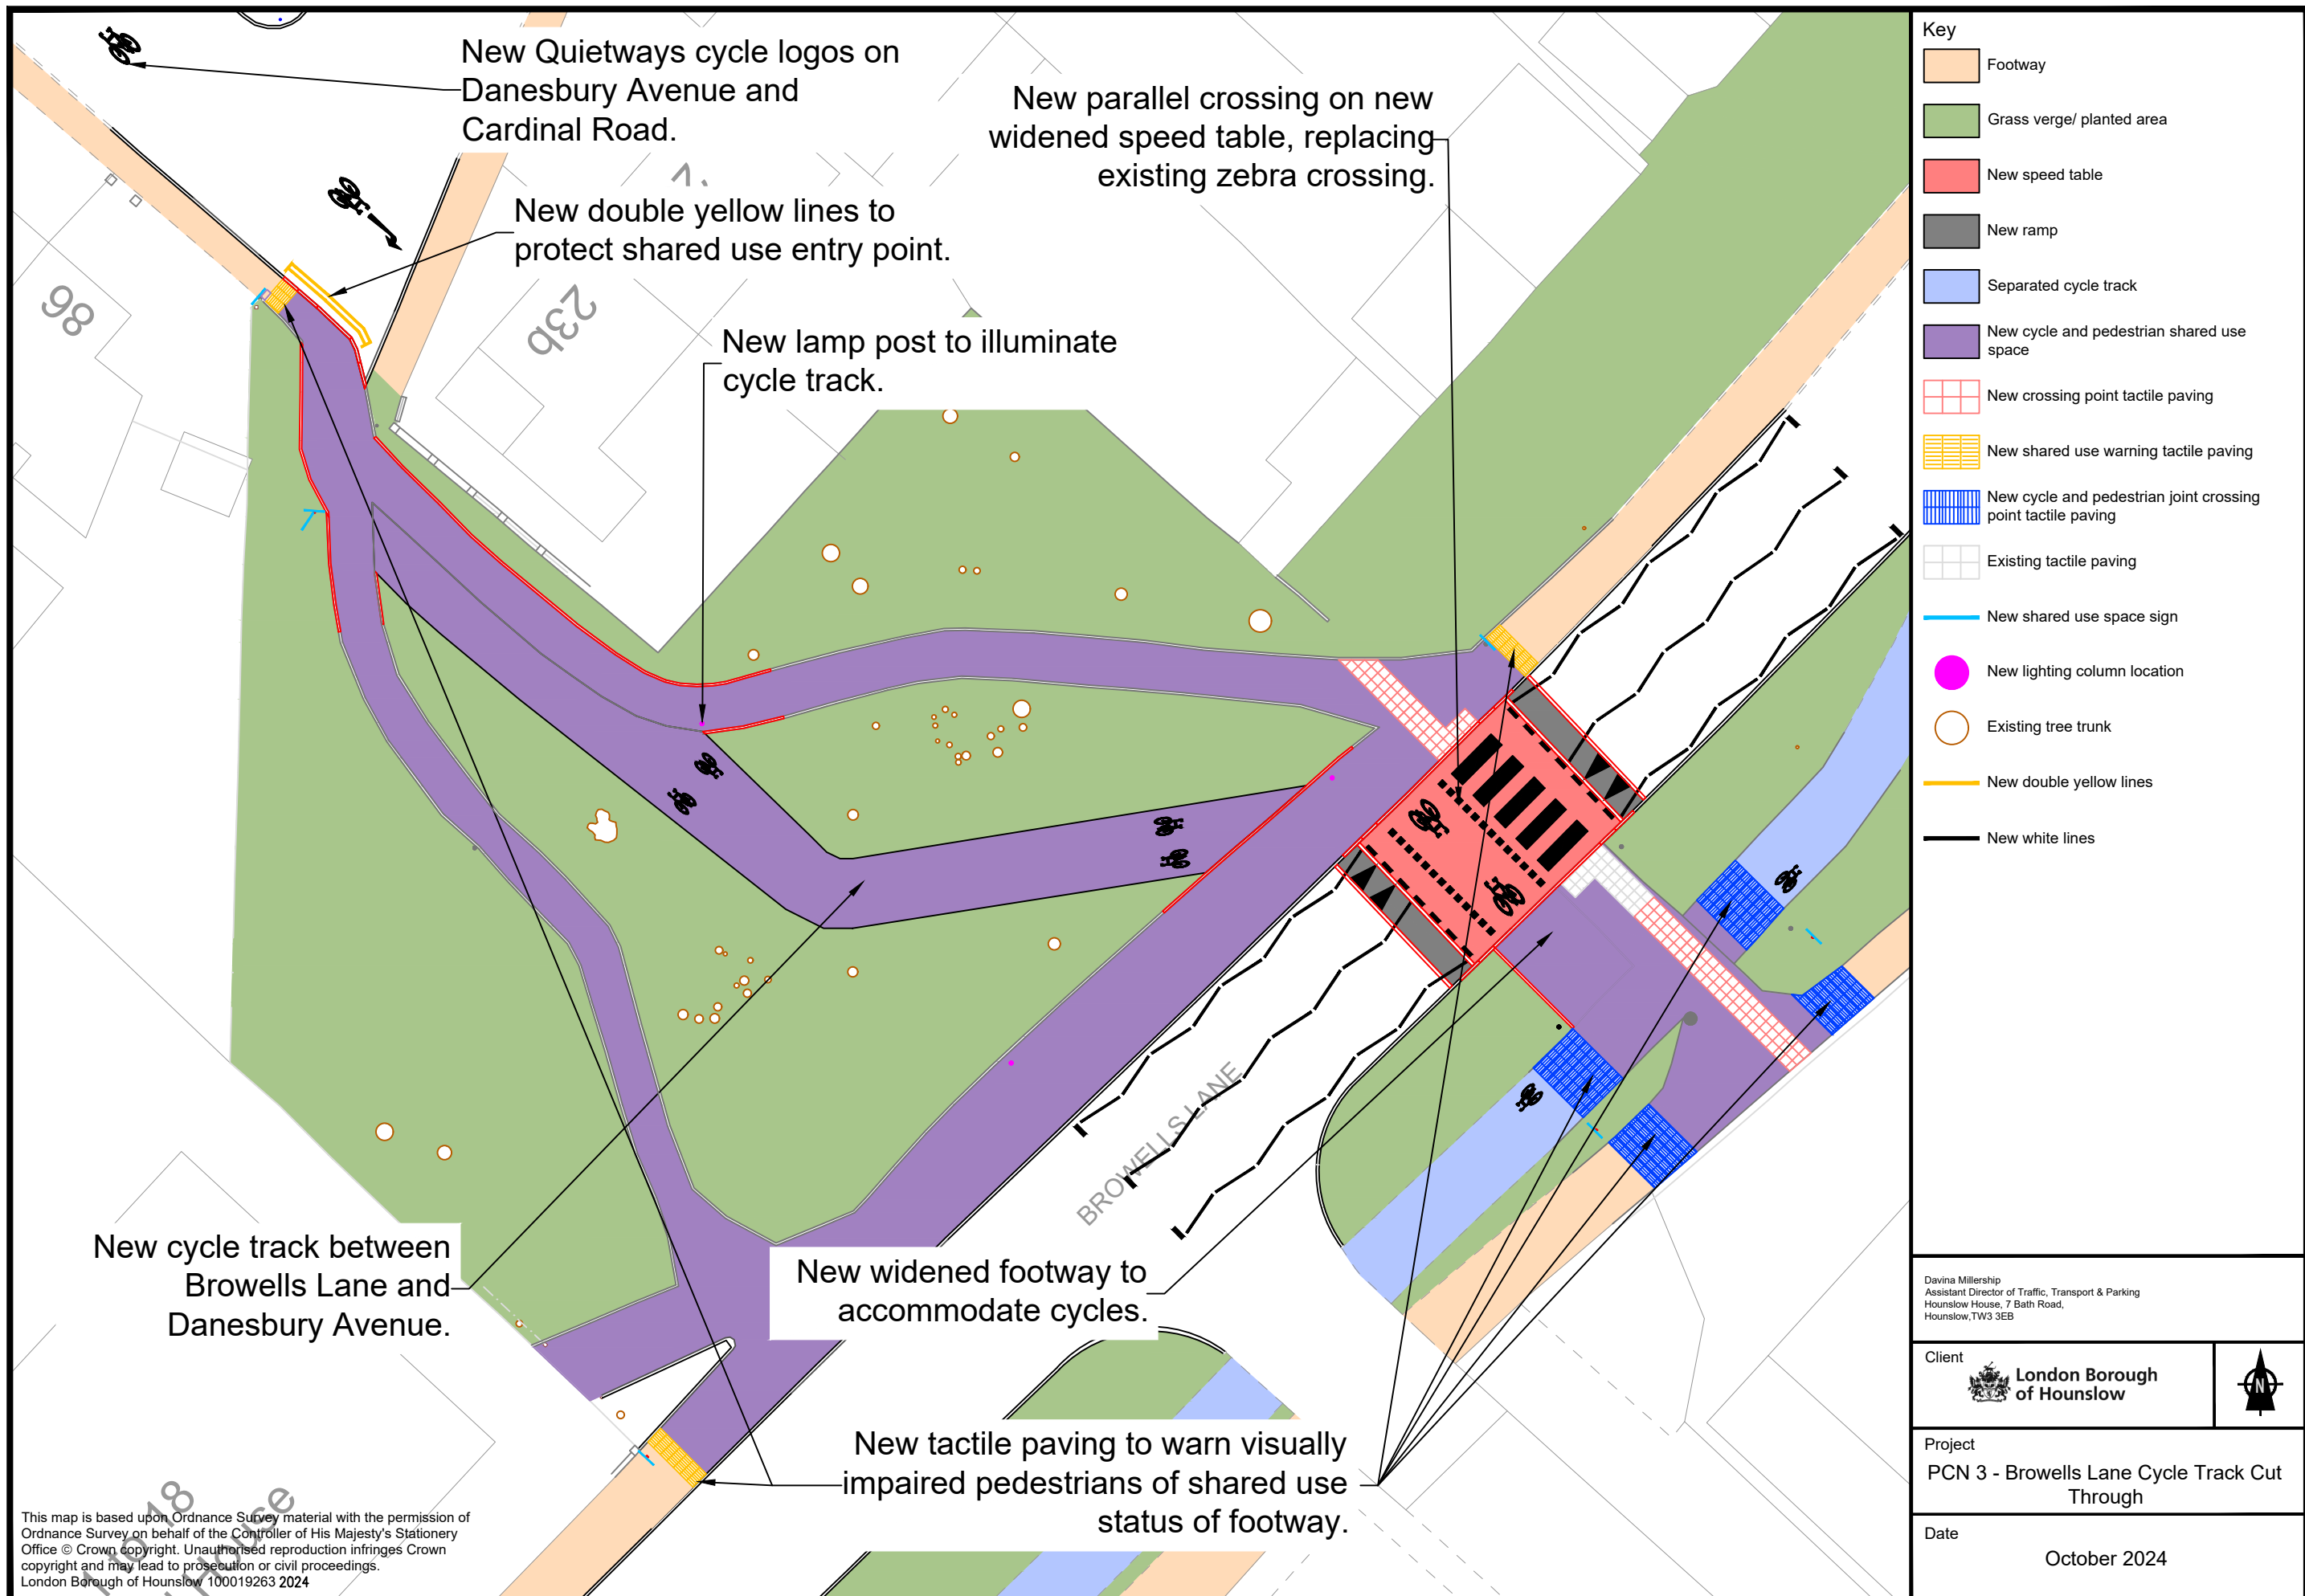 New Quietways cycle logos on
Danesbury Avenue and
Cardinal Road.
New parallel crossing on new
widened speed table, replacing
existing zebra crossing.
New double yellow lines to
protect shared use entry point.
98
23b
New lamp post to illuminate
cycle track.
BROWELLS LANE
New cycle track between
Browells Lane and
Danesbury Avenue.
New widened footway to
accommodate cycles.
New tactile paving to warn visually
impaired pedestrians of shared use
status of footway.
1 to 18
House
This map is based upon Ordnance Survey material with the permission of
Ordnance Survey on behalf of the Controller of His Majesty's Stationery
Office © Crown copyright. Unauthorised reproduction infringes Crown
copyright and may lead to prosecution or civil proceedings.
London Borough of Hounslow 100019263 2024
Key
Footway
Grass verge/ planted area
New speed table
New ramp
Separated cycle track
New cycle and pedestrian shared use
space
New crossing point tactile paving
New shared use warning tactile paving
New cycle and pedestrian joint crossing
point tactile paving
Existing tactile paving
New shared use space sign
New lighting column location
Existing tree trunk
New double yellow lines
New white lines
Davina Millership
Assistant Director of Traffic, Transport & Parking
Hounslow House, 7 Bath Road,
Hounslow,TW3 3EB
Client
London Borough
of Hounslow
N
Project
PCN 3 - Browells Lane Cycle Track Cut
Through
Date
October 2024